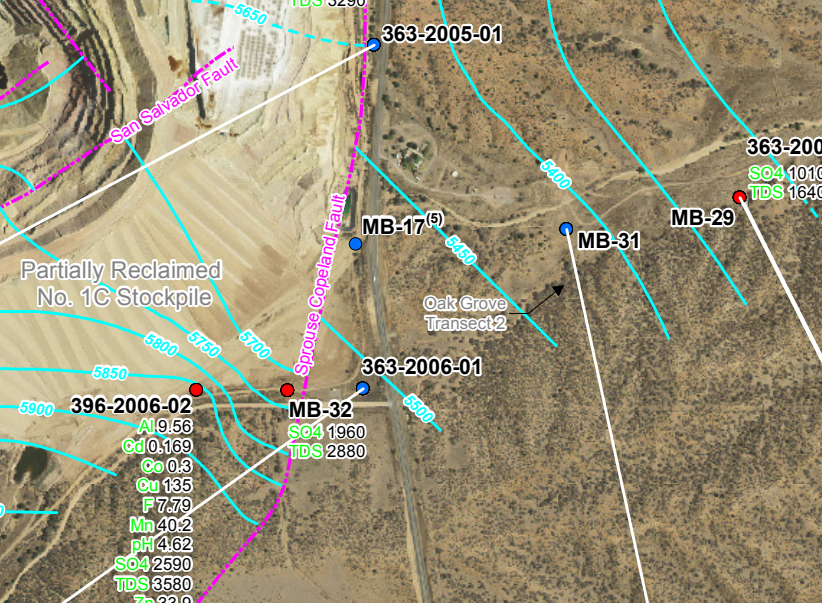 TDS 3290
5650
363-2005-01
San Salvador Fault
363-200
SO4 1010
TDS 1640
5400
MB-29
MB-17(5)
MB-31
5450
Sprouse Copeland Fault
Partially Reclaimed
No. 1C Stockpile
Oak Grove
Transect 2
5800
5750
5700
5850
363-2006-01
5900
396-2006-02
MB-32
5500
SO4 1960
TDS 2880
Al 9.56
Cd 0.169
Co 0.3
Cu 135
F 7.79
Mn 40.2
pH 4.62
SO4 2590
TDS 3580
Zn 33.9